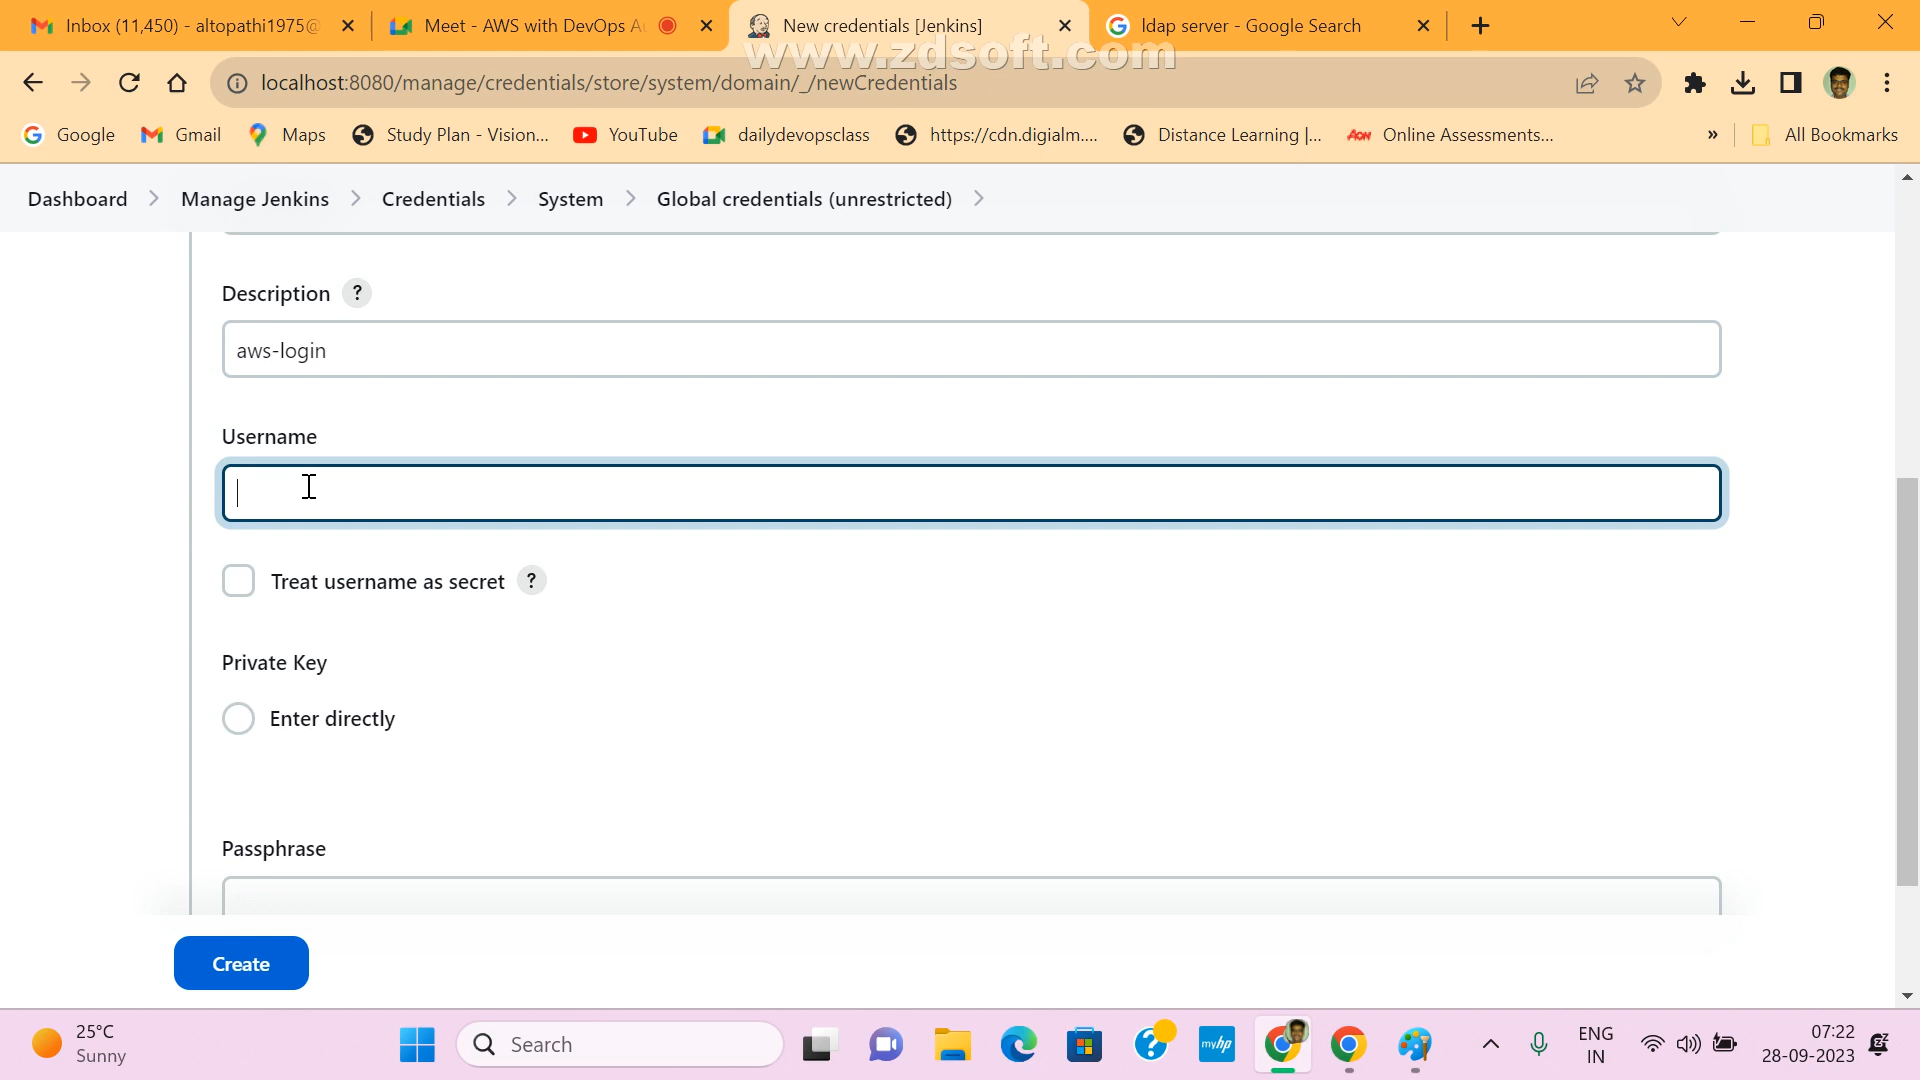 Inbox (11,450) - altopathi1975@
Meet - AWS with DevOps A
New credentials [Jenkins]
ldap server - Google Search
www.zdsoft.com
localhost:8080/manage/credentials/store/system/domain/_/newCredentials
Google
Gmail
Maps
Study Plan - Vision...
YouTube
dailydevopsclass
https://cdn.digialm....
Distance Learning |...
Aon
Online Assessments...
»
All Bookmarks
Dashboard
Manage Jenkins
Credentials
System
Global credentials (unrestricted)
Description ?
aws-login
Username
Treat username as secret ?
Private Key
Enter directly
Passphrase
Create
25°C
Sunny
Search
myhp
ENG
IN
07:22
28-09-2023